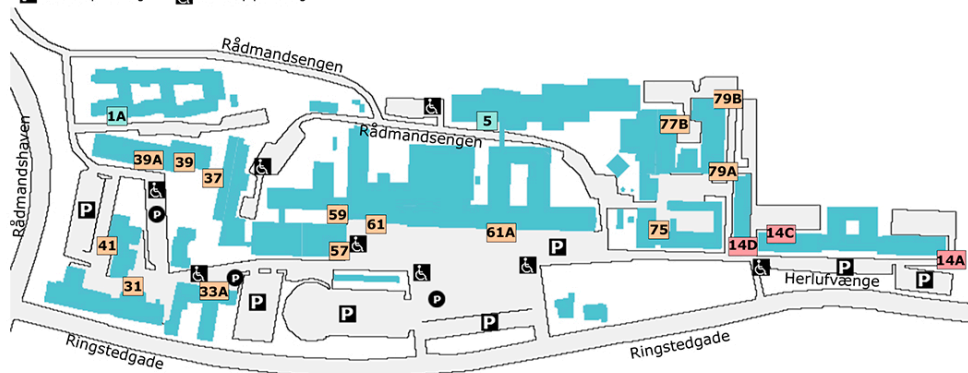 Rådmandsengen
79B
1A
5
77B
Rådmandsengen
Rådmandshaven
39A
39
37
79A
P
59
61
61A
75
14C
14D
14A
41
57
P
P
31
33A
P
P
P
P
P
P
P
P
Herlufvænge
Ringstedgade
Ringstedgade